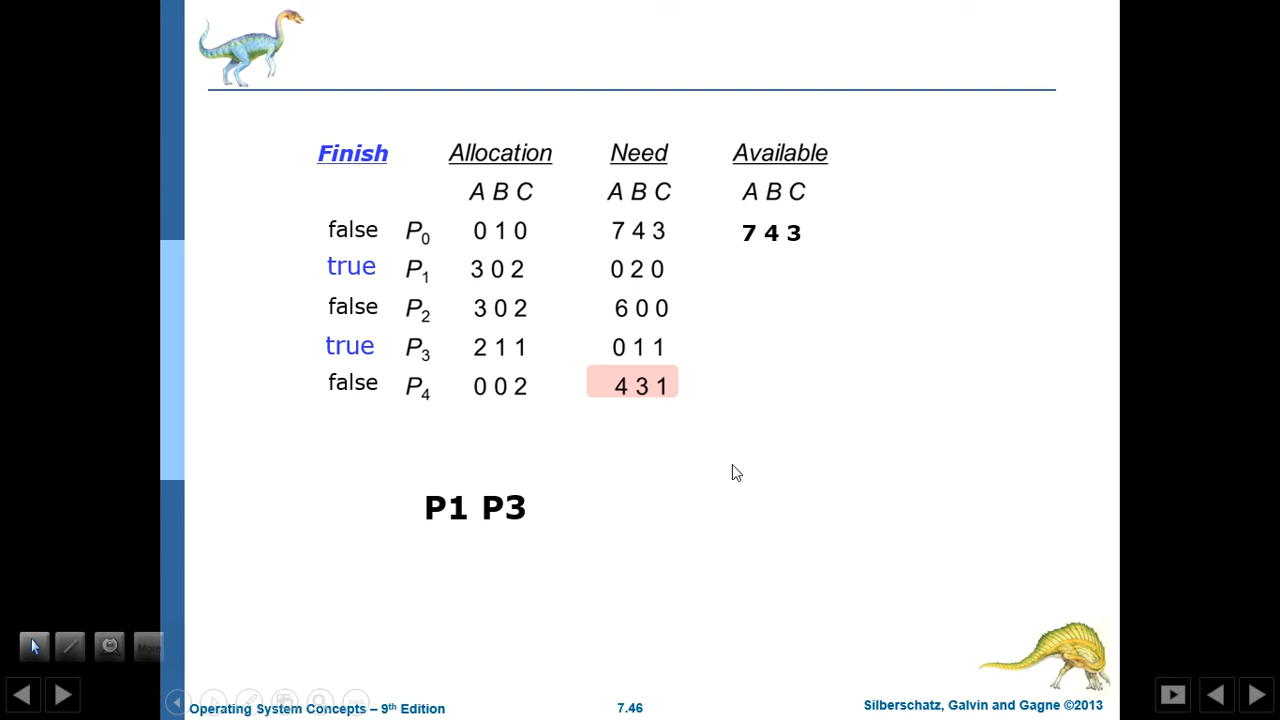 Finish Allocation Need Available
A B C A B C A B C
false P0 0 1 0 7 4 3 7 4 3
true P1 3 0 2 0 2 0
false P2 3 0 2 6 0 0
true P3 2 1 1 0 1 1
false P4 0 0 2 4 3 1
P1 P3
More
Operating System Concepts – 9th Edition 7.46 Silberschatz, Galvin and Gagne ©2013